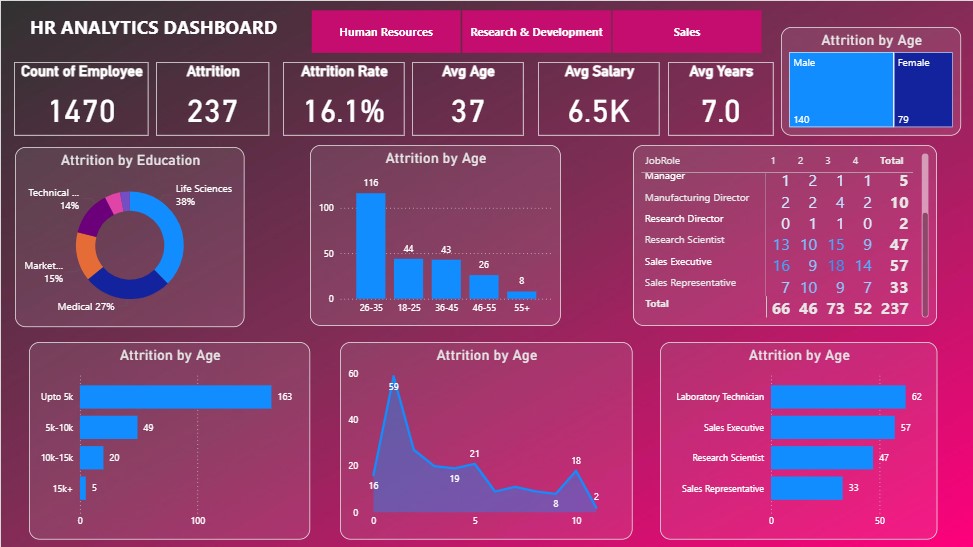 HR ANALYTICS DASHBOARD
Human Resources
Research & Development
Sales
Count of Employee
1470
Attrition
237
Attrition Rate
16.1%
Avg Age
37
Avg Salary
6.5K
Avg Years
7.0
Attrition by Age
Male
140
Female
79
Attrition by Education
Life Sciences
38%
Medical 27%
Market...
15%
Technical ...
14%
Attrition by Age
100
50
0
116
44
43
26
8
26-35
18-25
36-45
46-55
55+
JobRole 1 2 3 4 Total
Manager 1 2 1 1 5
Manufacturing Director 2 2 4 2 10
Research Director 0 1 1 0 2
Research Scientist 13 10 15 9 47
Sales Executive 16 9 18 14 57
Sales Representative 7 10 9 7 33
Total 66 46 73 52 237
Attrition by Age
Upto 5k 163
5k-10k 49
10k-15k 20
15k+ 5
0 100
Attrition by Age
60
40
20
0
16
59
19
21
8
18
2
0 5 10
Attrition by Age
Laboratory Technician 62
Sales Executive 57
Research Scientist 47
Sales Representative 33
0 50